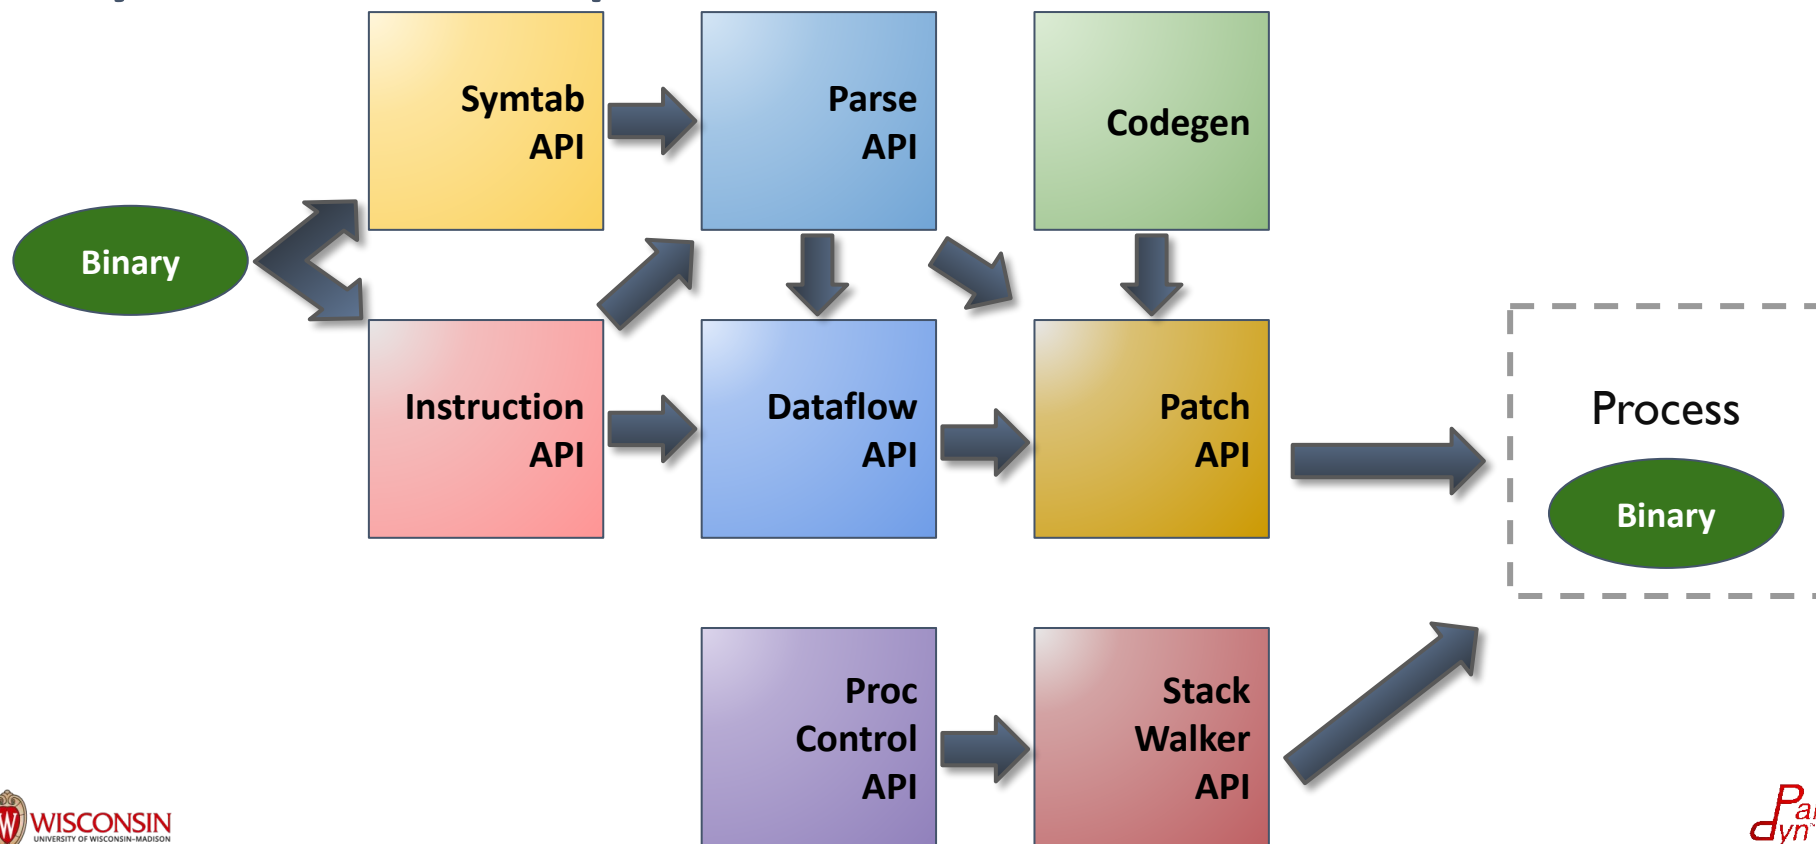 Symtab
API
Parse
API
Codegen
Binary
Instruction
API
Dataflow
API
Patch
API
Process
Binary
Proc
Control
API
Stack
Walker
API
W
WISCONSIN
UNIVERSITY OF WISCONSIN–MADISON